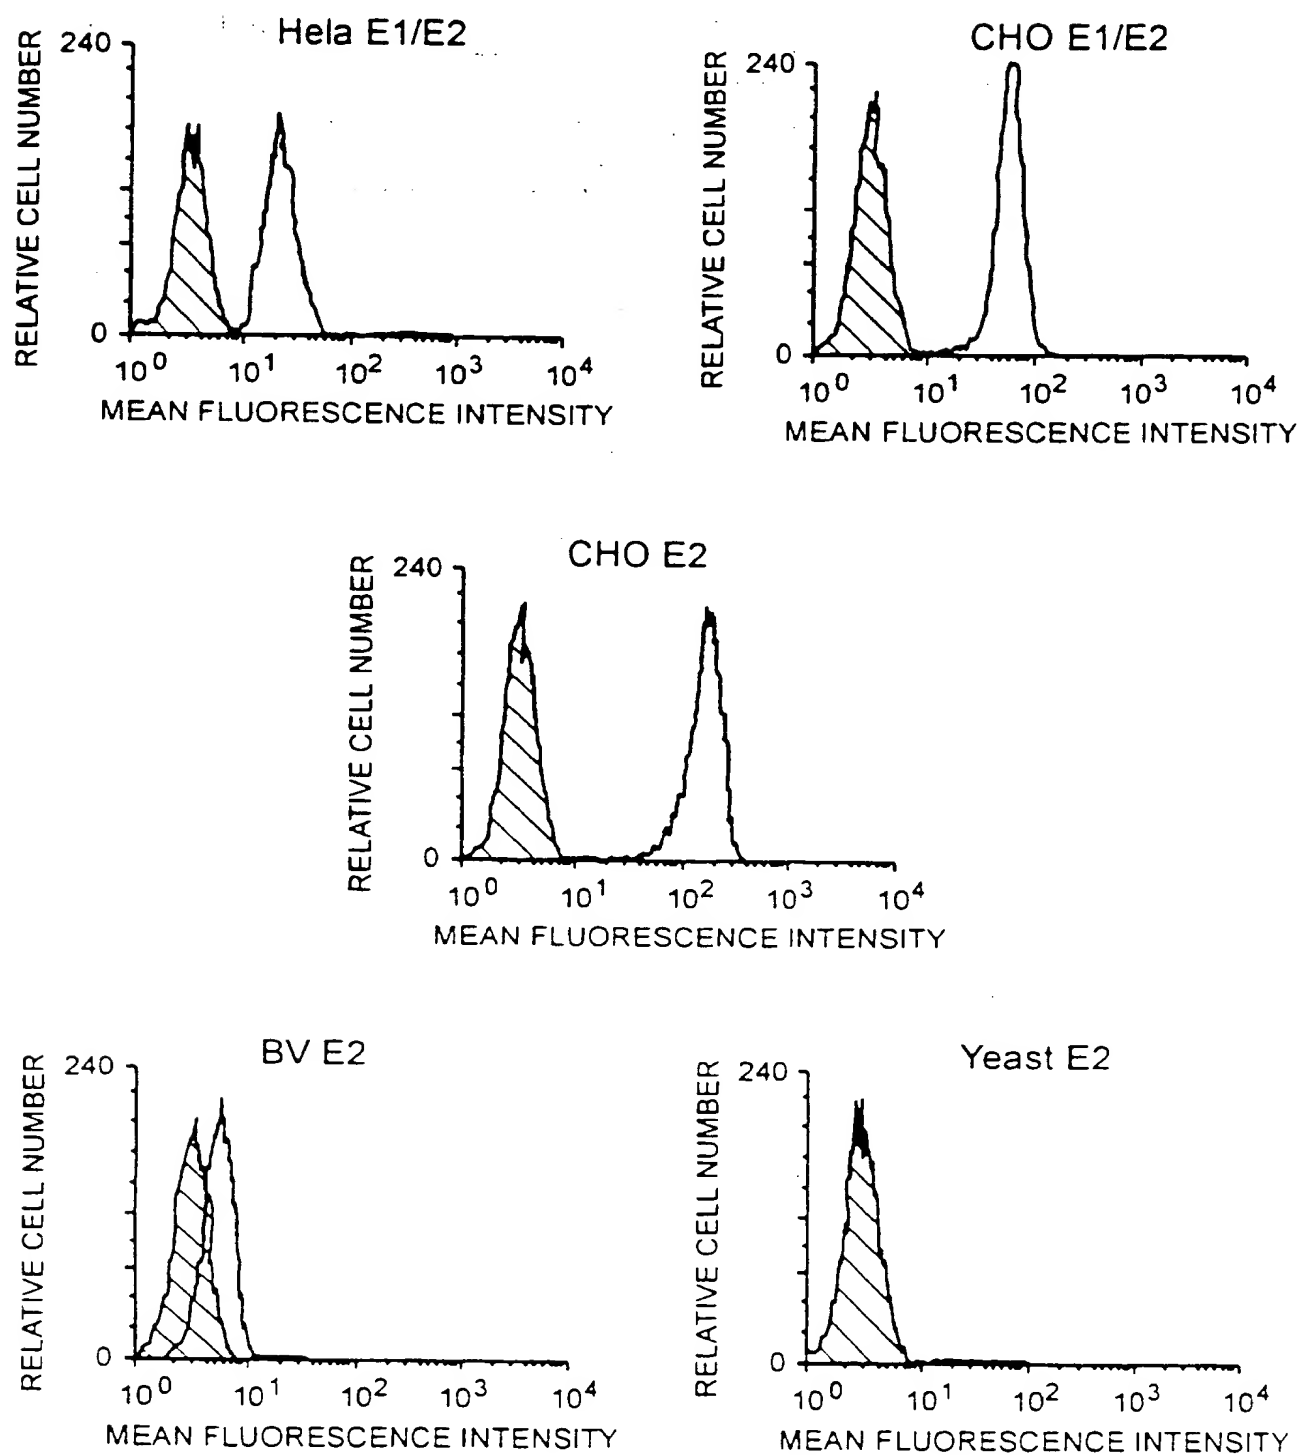 Hela E1/E2
RELATIVE CELL NUMBER
240
0
10^0 10^1 10^2 10^3 10^4
MEAN FLUORESCENCE INTENSITY
CHO E1/E2
RELATIVE CELL NUMBER
240
0
10^0 10^1 10^2 10^3 10^4
MEAN FLUORESCENCE INTENSITY
CHO E2
RELATIVE CELL NUMBER
240
0
10^0 10^1 10^2 10^3 10^4
MEAN FLUORESCENCE INTENSITY
BV E2
RELATIVE CELL NUMBER
240
0
10^0 10^1 10^2 10^3 10^4
MEAN FLUORESCENCE INTENSITY
Yeast E2
RELATIVE CELL NUMBER
240
0
10^0 10^1 10^2 10^3 10^4
MEAN FLUORESCENCE INTENSITY